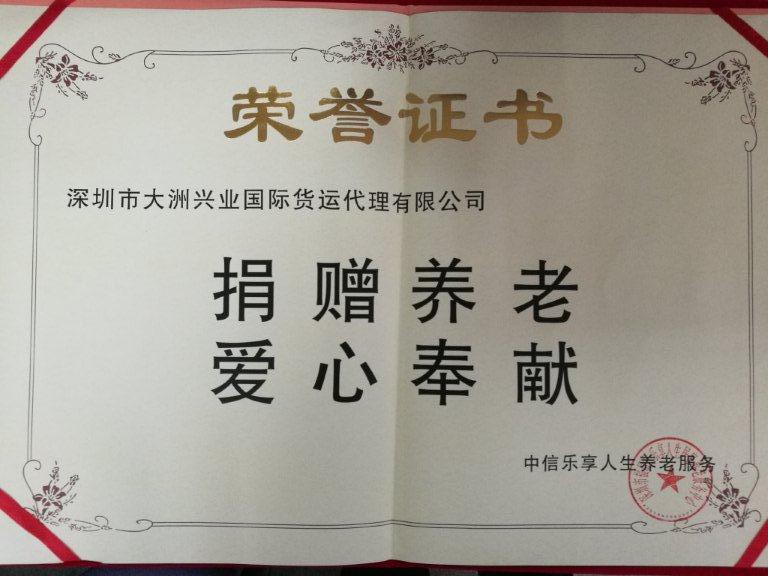 荣誉证书
深圳市大洲兴业国际货运代理有限公司
捐赠养老
爱心奉献
中信乐享人生养老服务